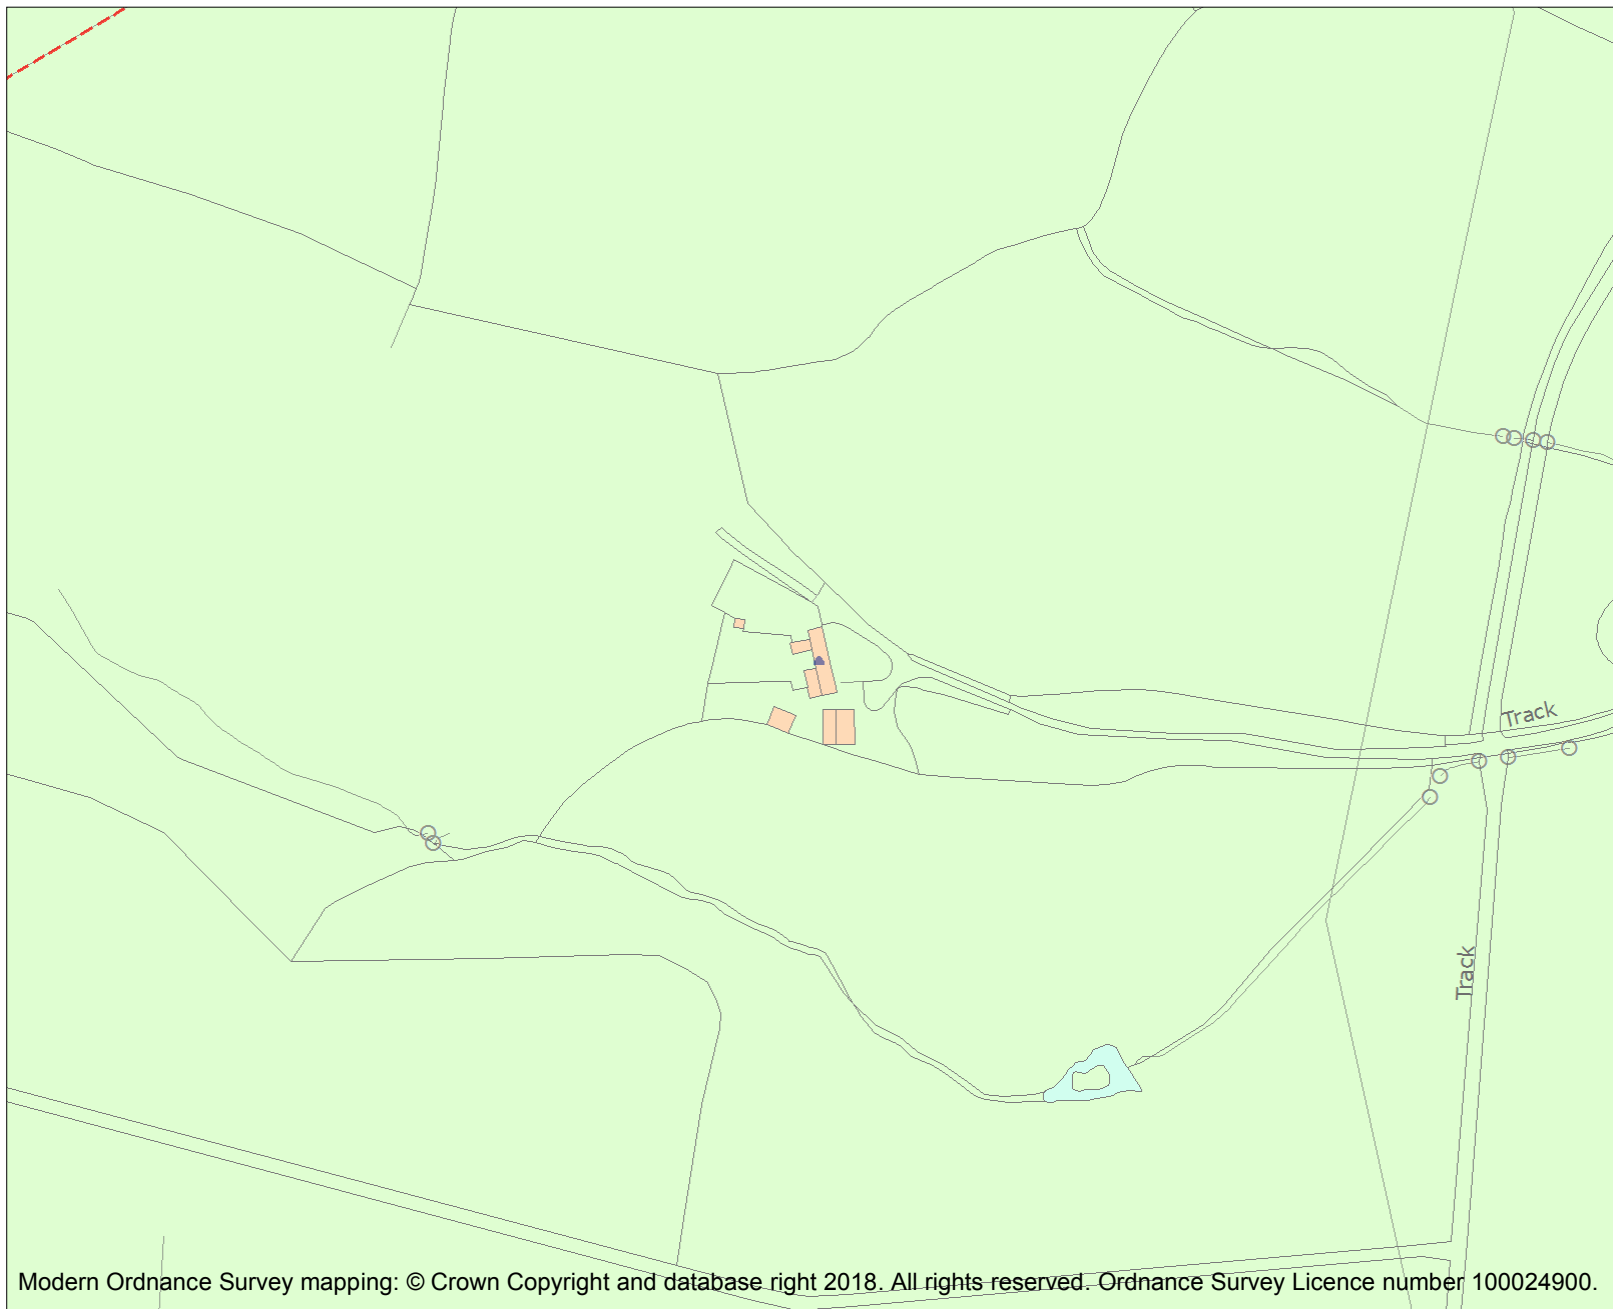 Track
Track
Modern Ordnance Survey mapping: © Crown Copyright and database right 2018. All rights reserved. Ordnance Survey Licence number 100024900.